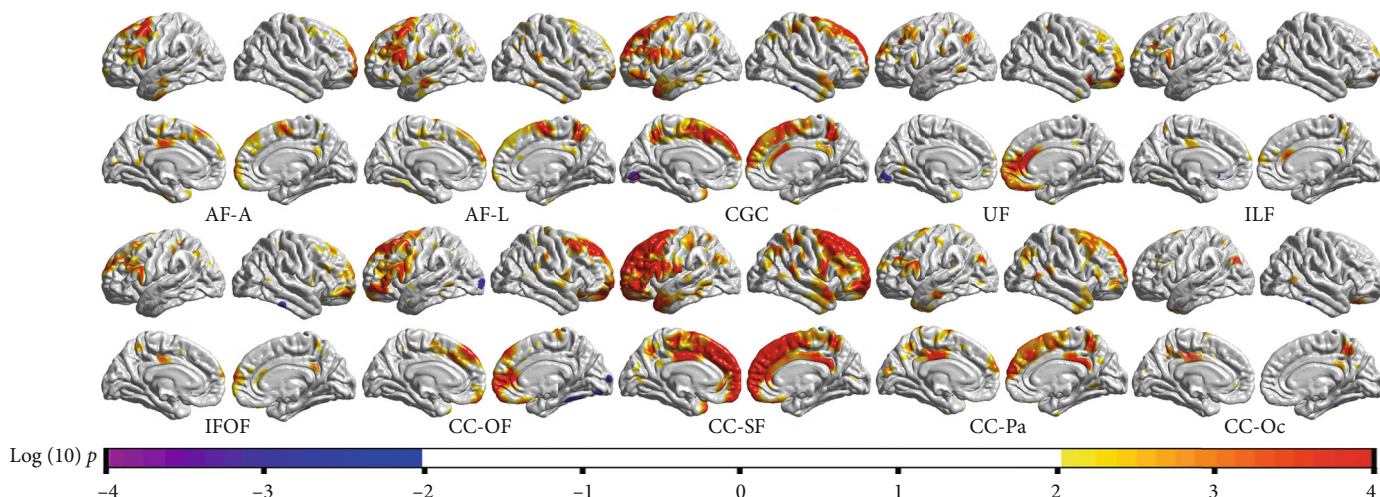 AF-A AF-L CGC UF ILF
IFOF CC-OF CC-SF CC-Pa CC-Oc
Log (10) p
–4 –3 –2 –1 0 1 2 3 4